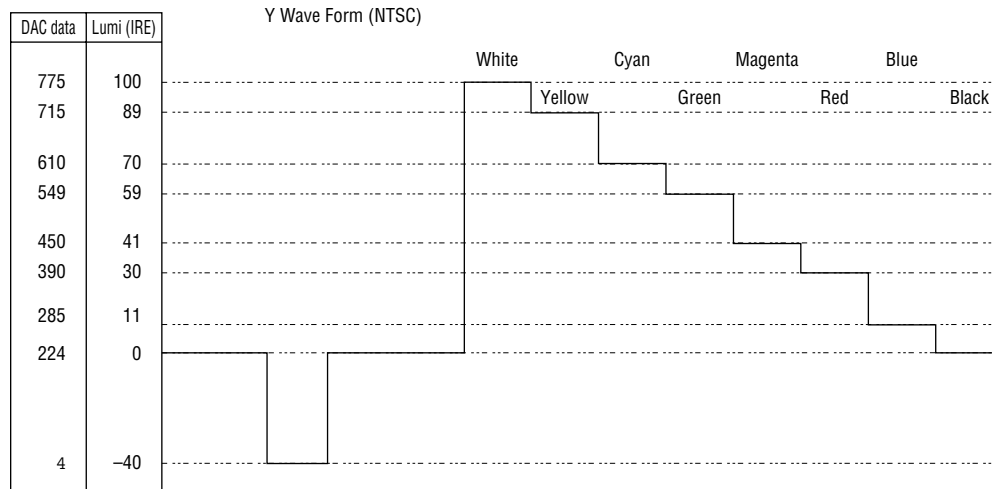 Y Wave Form (NTSC)
DAC data Lumi (IRE)
White Cyan Magenta Blue
775 100
Yellow Green Red Black
715 89
610 70
549 59
450 41
390 30
285 11
224 0
4 –40